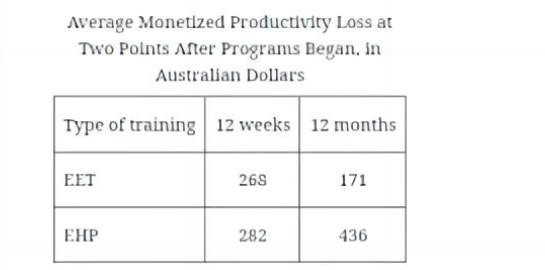 Average Monetized Productivity Loss at
Two Points After Programs Began, in
Australian Dollars
Type of training 12 weeks 12 months
EET 268 171
EHP 282 436